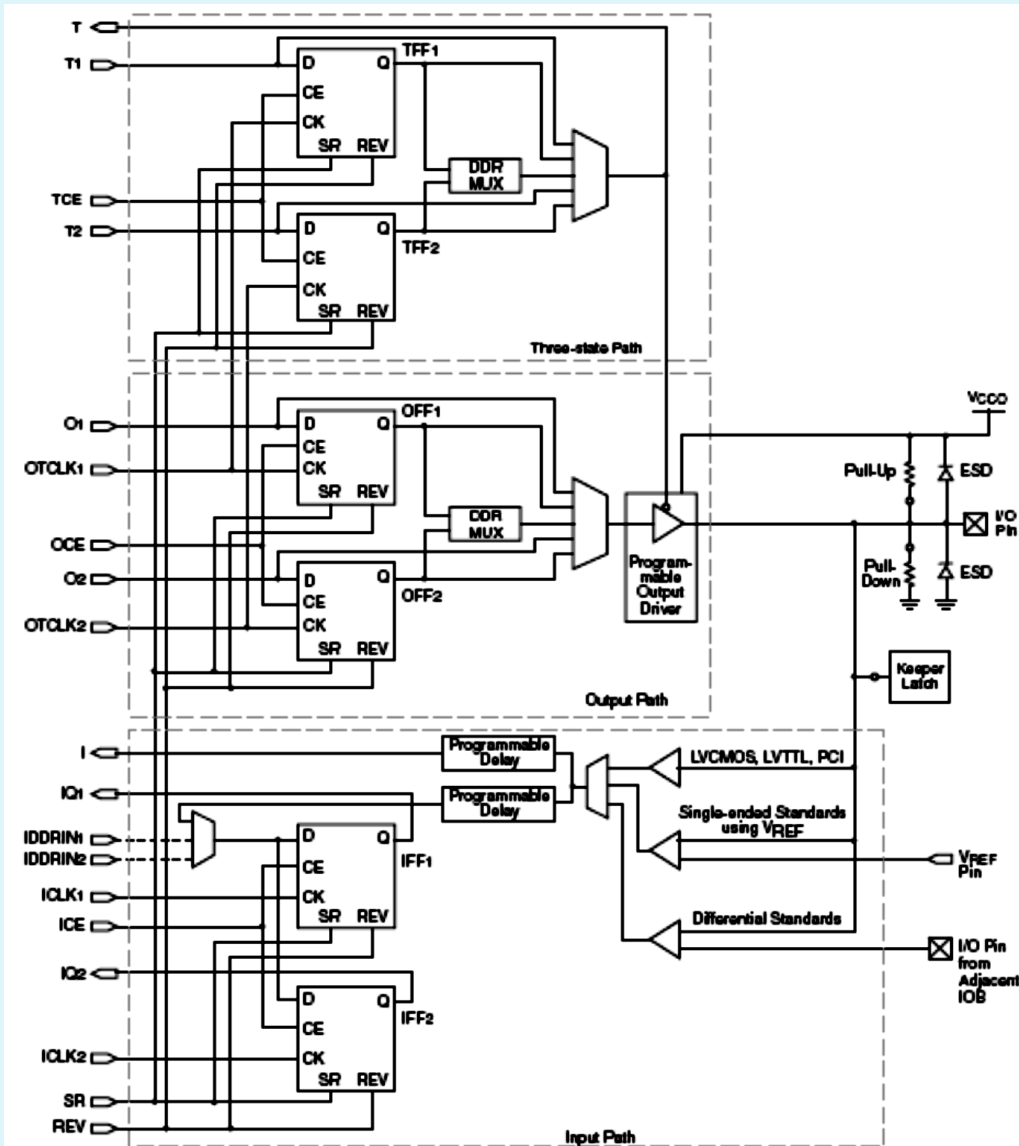 T
T1
TFF1
D
Q
CE
CK
SR REV
DDR
MUX
TCE
T2
D
Q
TFF2
CE
CK
SR REV
Three-state Path
O1
OFF1
D
Q
CE
OTCLK1
CK
SR REV
DDR
MUX
OCE
O2
D
Q
OFF2
CE
OTCLK2
CK
SR REV
Program-
mable
Output
Driver
VCCO
Pull-Up
ESD
I/O
Pin
Pull-
Down
ESD
Keeper
Latch
Output Path
I
Programmable
Delay
LVCMOS, LVTTL, PCI
IQ1
Programmable
Delay
Single-ended Standards
using VREF
IDDRIN1
IDDRIN2
D
Q
IFF1
CE
VREF
Pin
ICLK1
CK
ICE
SR REV
Differential Standards
I/O Pin
from
Adjacent
IOB
IQ2
D
Q
IFF2
CE
ICLK2
CK
SR REV
SR
REV
Input Path